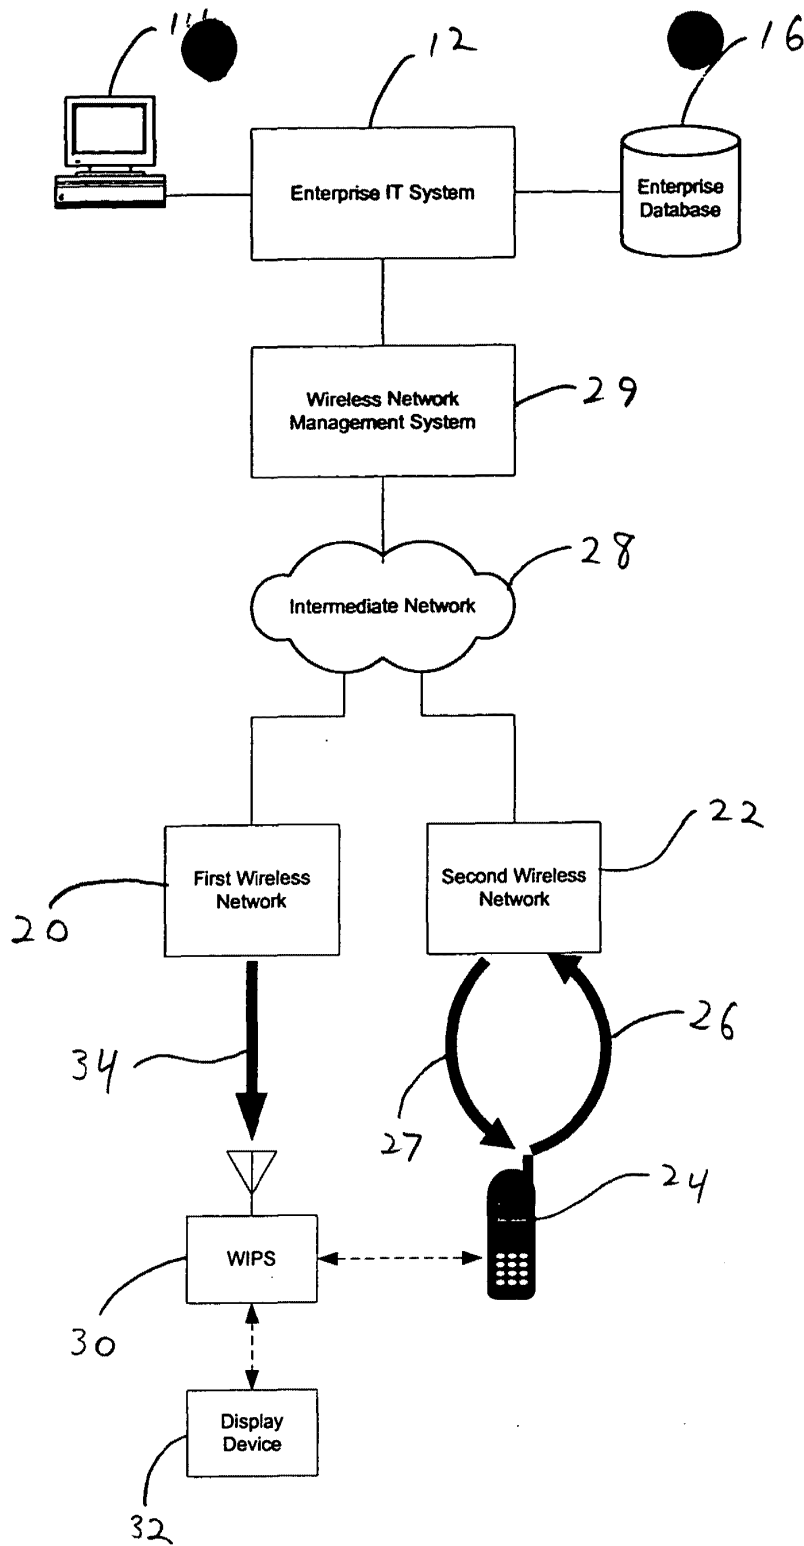 12
16
Enterprise IT System
Enterprise
Database
Wireless Network
Management System
29
28
Intermediate Network
22
First Wireless
Network
Second Wireless
Network
20
26
34
27
24
WIPS
30
Display
Device
32